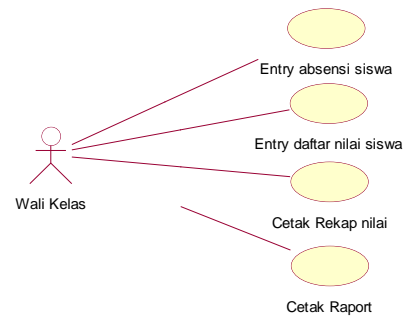 Entry absensi siswa
Entry daftar nilai siswa
Wali Kelas
Cetak Rekap nilai
Cetak Raport